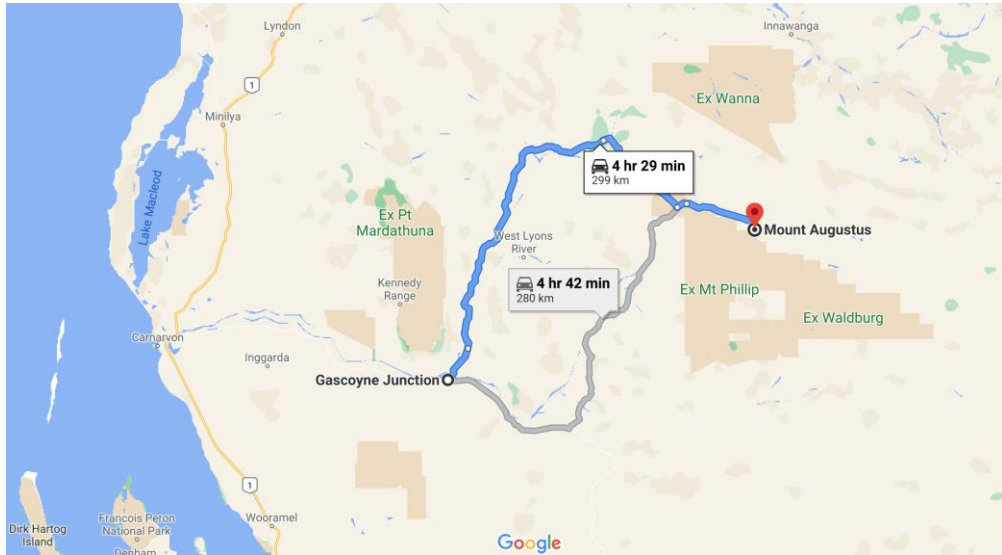 Lyndon
Innawanga
1
Ex Wanna
Minilya
4 hr 29 min
299 km
Lake Macleod
Ex Pt
Mardathuna
Mount Augustus
West Lyons
River
Kennedy
Range
4 hr 42 min
280 km
Ex Mt Phillip
Ex Waldburg
Carnarvon
Inggarda
Gascoyne Junction
1
Wooramel
Francois Peron
National Park
Dirk Hartog
Island
Denham
Google